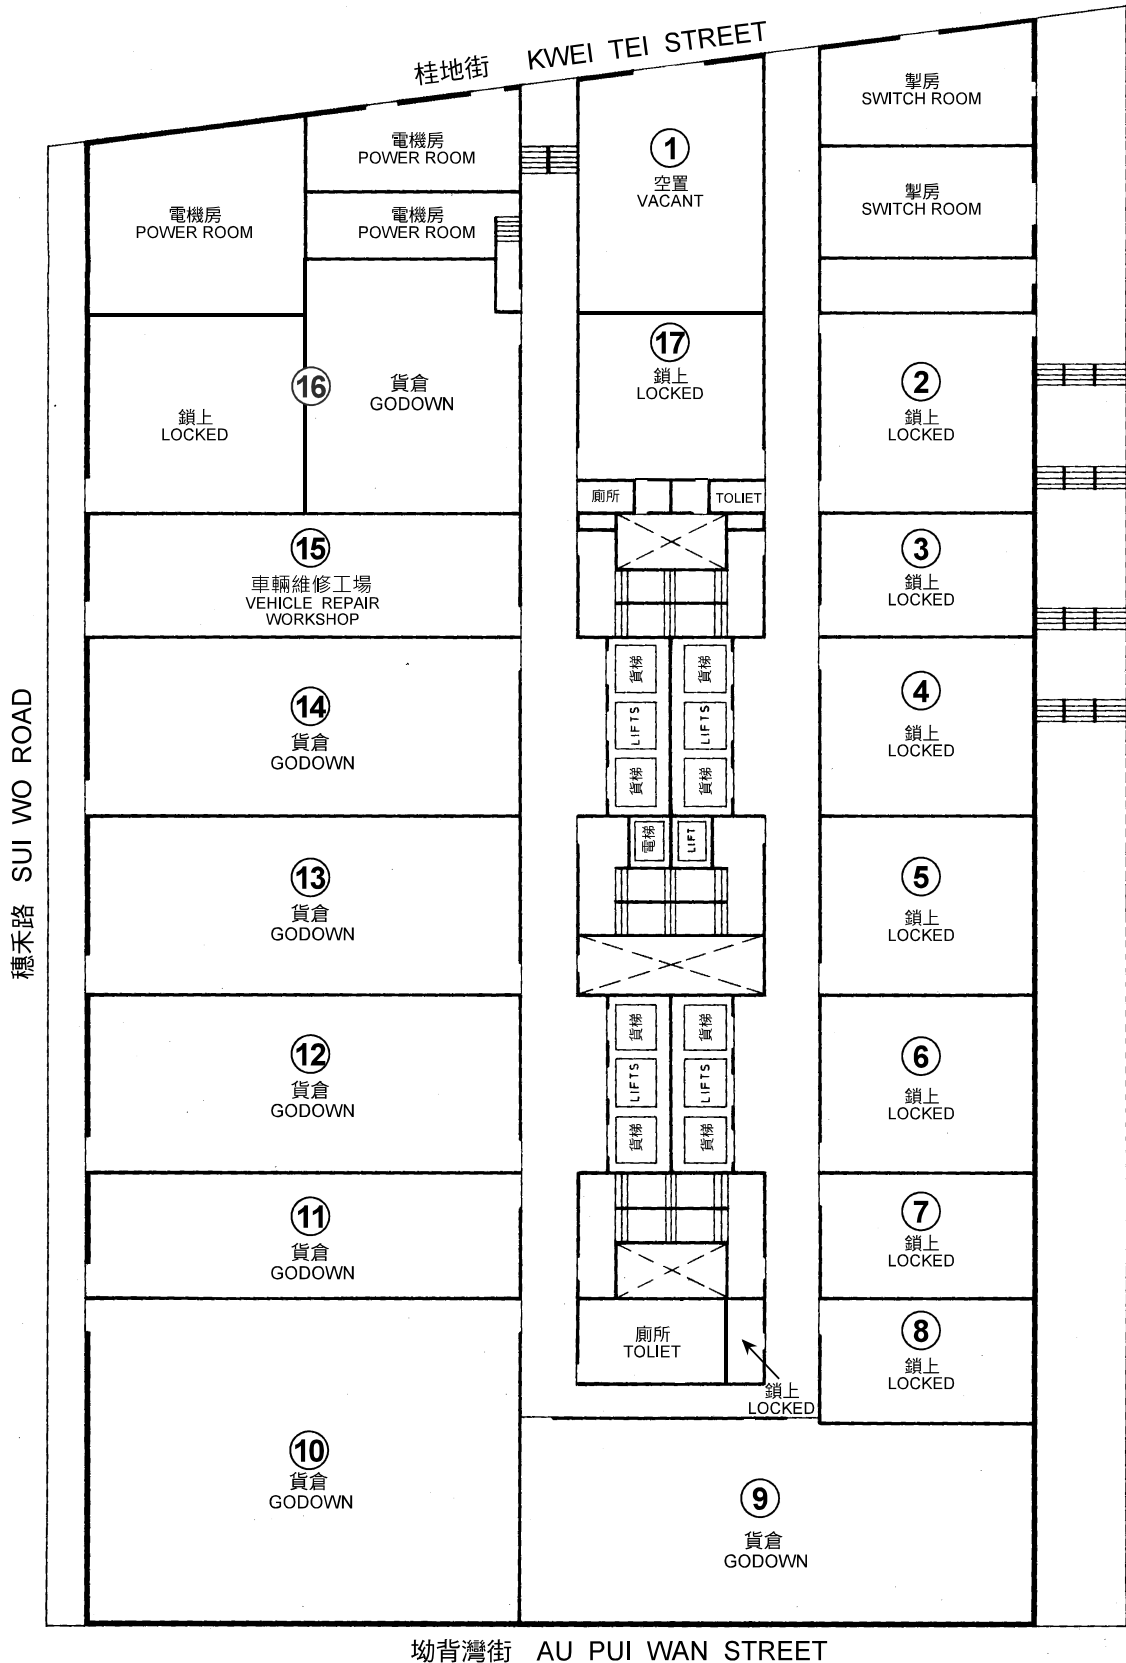 桂地街 KWEI TEI STREET
掣房
SWITCH ROOM
電機房
POWER ROOM
1
空置
VACANT
掣房
SWITCH ROOM
電機房
POWER ROOM
電機房
POWER ROOM
17
鎖上
LOCKED
2
鎖上
LOCKED
16
貨倉
GODOWN
鎖上
LOCKED
廁所
TOLIET
15
車輛維修工場
VEHICLE REPAIR
WORKSHOP
3
鎖上
LOCKED
貨梯
貨梯
LIFTS
LIFTS
貨梯
貨梯
14
貨倉
GODOWN
4
鎖上
LOCKED
穗禾路 SUI WO ROAD
電梯
LIFT
13
貨倉
GODOWN
5
鎖上
LOCKED
貨梯
貨梯
LIFTS
LIFTS
貨梯
貨梯
12
貨倉
GODOWN
6
鎖上
LOCKED
11
貨倉
GODOWN
7
鎖上
LOCKED
廁所
TOLIET
8
鎖上
LOCKED
鎖上
LOCKED
10
貨倉
GODOWN
9
貨倉
GODOWN
坳背灣街 AU PUI WAN STREET